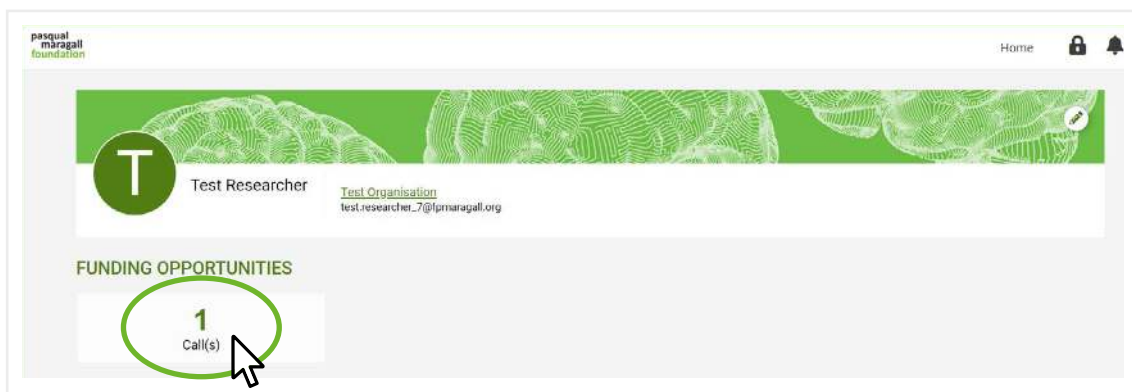 pasqual
maragall
foundation
Home
T
Test Researcher
Test Organisation
test.researcher_7@fpmaragall.org
FUNDING OPPORTUNITIES
1
Call(s)